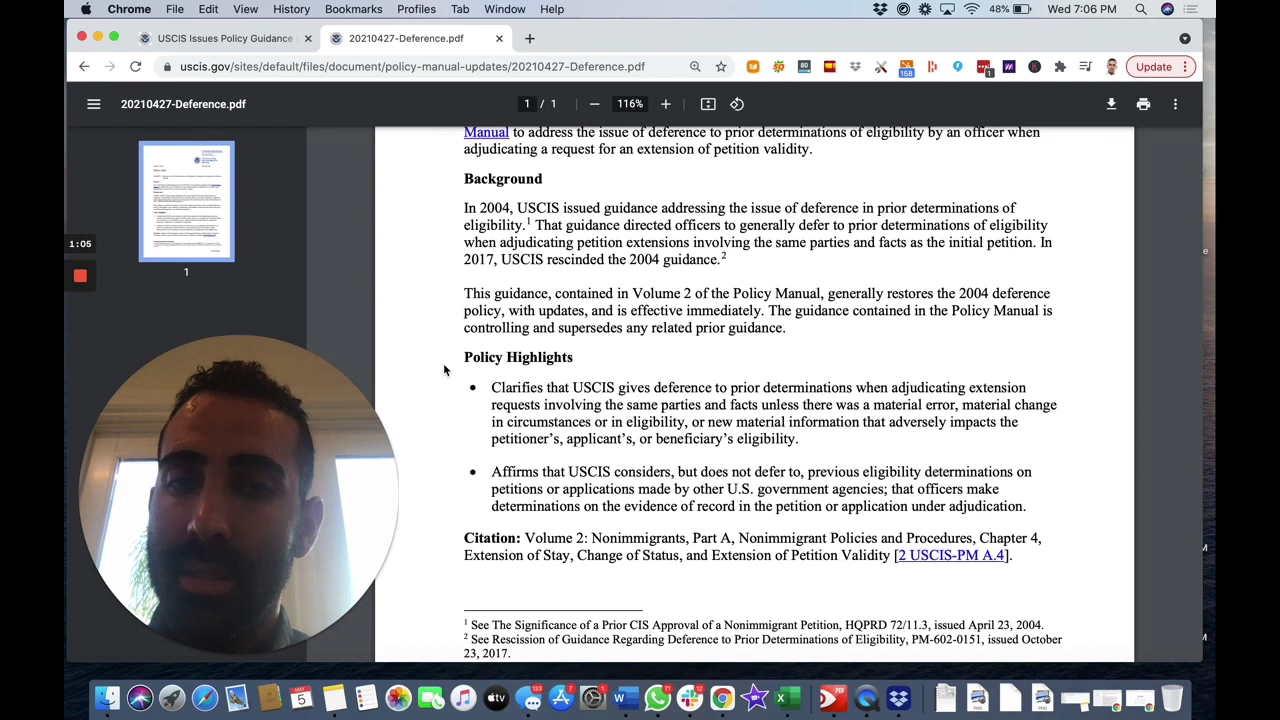 Chrome File Edit View History Bookmarks Profiles Tab Window Help 48% Wed 7:06 PM
USCIS Issues Policy Guidance 20210427-Deference.pdf
uscis.gov/sites/default/files/document/policy-manual-updates/20210427-Deference.pdf 80 158 1 Update
20210427-Deference.pdf 1 / 1 116%
Manual to address the issue of deference to prior determinations of eligibility by an officer when
adjudicating a request for an extension of petition validity.
Background
In 2004, USCIS issued guidance addressing the issue of deference in prior determinations of
eligibility.1 That guidance directed officers to generally defer to prior determinations of eligibility
when adjudicating petition extensions involving the same parties and facts as the initial petition. In
2017, USCIS rescinded the 2004 guidance.2
This guidance, contained in Volume 2 of the Policy Manual, generally restores the 2004 deference
policy, with updates, and is effective immediately. The guidance contained in the Policy Manual is
controlling and supersedes any related prior guidance.
Policy Highlights
• Clarifies that USCIS gives deference to prior determinations when adjudicating extension
requests involving the same parties and facts unless there was a material error, material change
in circumstances or in eligibility, or new material information that adversely impacts the
petitioner's, applicant's, or beneficiary's eligibility.
• Affirms that USCIS considers, but does not defer to, previous eligibility determinations on
petitions or applications made by other U.S. government agencies; that officers make
determinations by reviewing the record in the petition or application under adjudication.
Citation: Volume 2: Nonimmigrants, Part A, Nonimmigrant Policies and Procedures, Chapter 4,
Extension of Stay, Change of Status, and Extension of Petition Validity [2 USCIS-PM A.4].
1 See The Significance of a Prior CIS Approval of a Nonimmigrant Petition, HQPRD 72/11.3, issued April 23, 2004.
2 See Rescission of Guidance Regarding Deference to Prior Determinations of Eligibility, PM-602-0151, issued October
23, 2017.
1:05
1